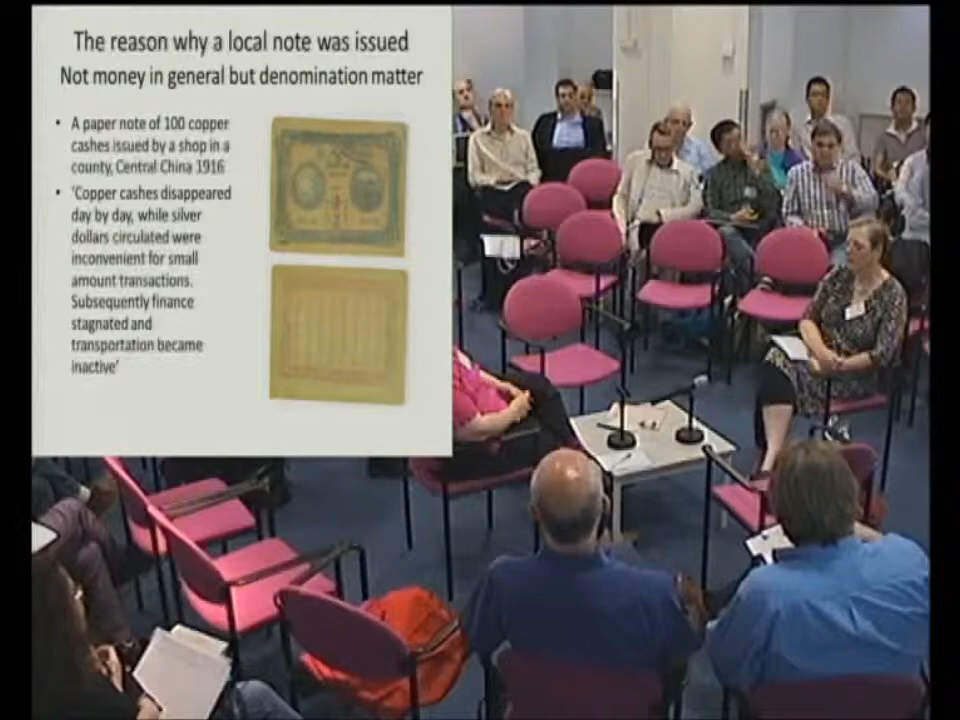 The reason why a local note was issued
Not money in general but denomination matter
• A paper note of 100 copper
cashes issued by a shop in a
county, Central China 1916
• 'Copper cashes disappeared
day by day, while silver
dollars circulated were
inconvenient for small
amount transactions.
Subsequently finance
stagnated and
transportation became
inactive'